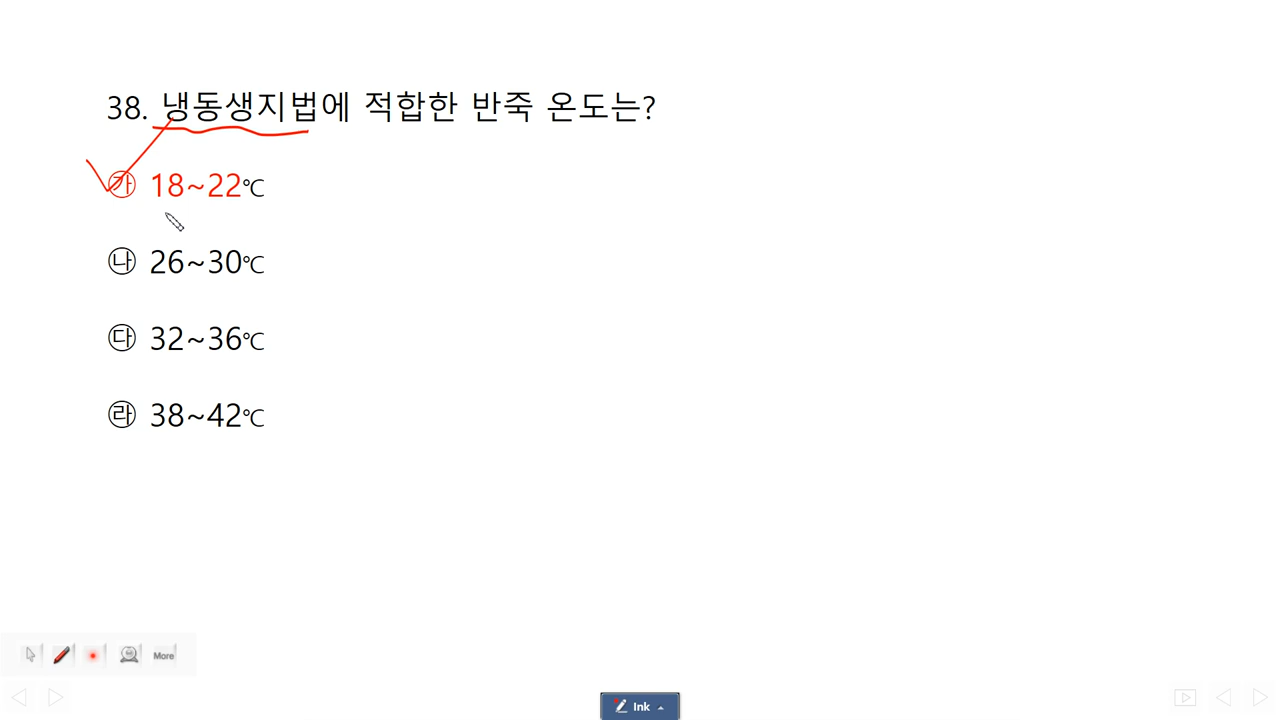 38. 냉동생지법에 적합한 반죽 온도는?
㉮ 18~22℃
㉯ 26~30℃
㉰ 32~36℃
㉱ 38~42℃
More
Ink